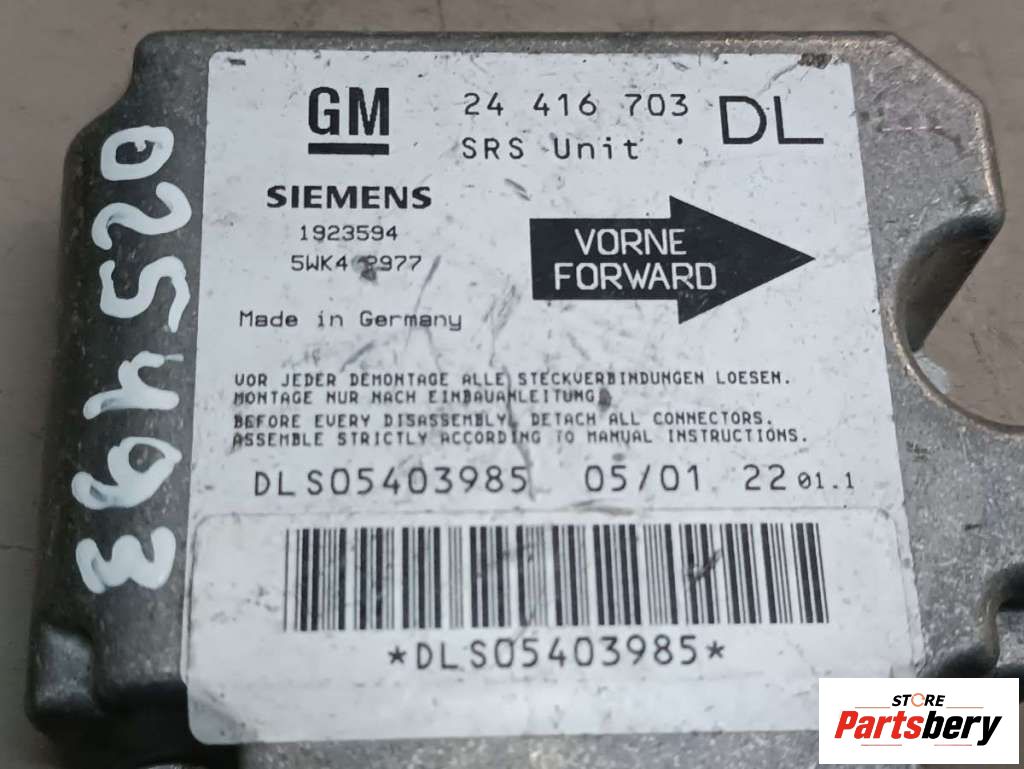 GM
24 416 703
DL
SRS Unit
SIEMENS
1923594
5WK4 2977
VORNE
FORWARD
Made in Germany
VOR JEDER DEMONTAGE ALLE STECKVERBINDUNGEN LOESEN.
MONTAGE NUR NACH EINBAUANLEITUNG
BEFORE EVERY DISASSEMBLY, DETACH ALL CONNECTORS.
ASSEMBLE STRICTLY ACCORDING TO MANUAL INSTRUCTIONS.
DLS05403985 05/01 22 01.1
*DLS05403985*
STORE
Partsbery